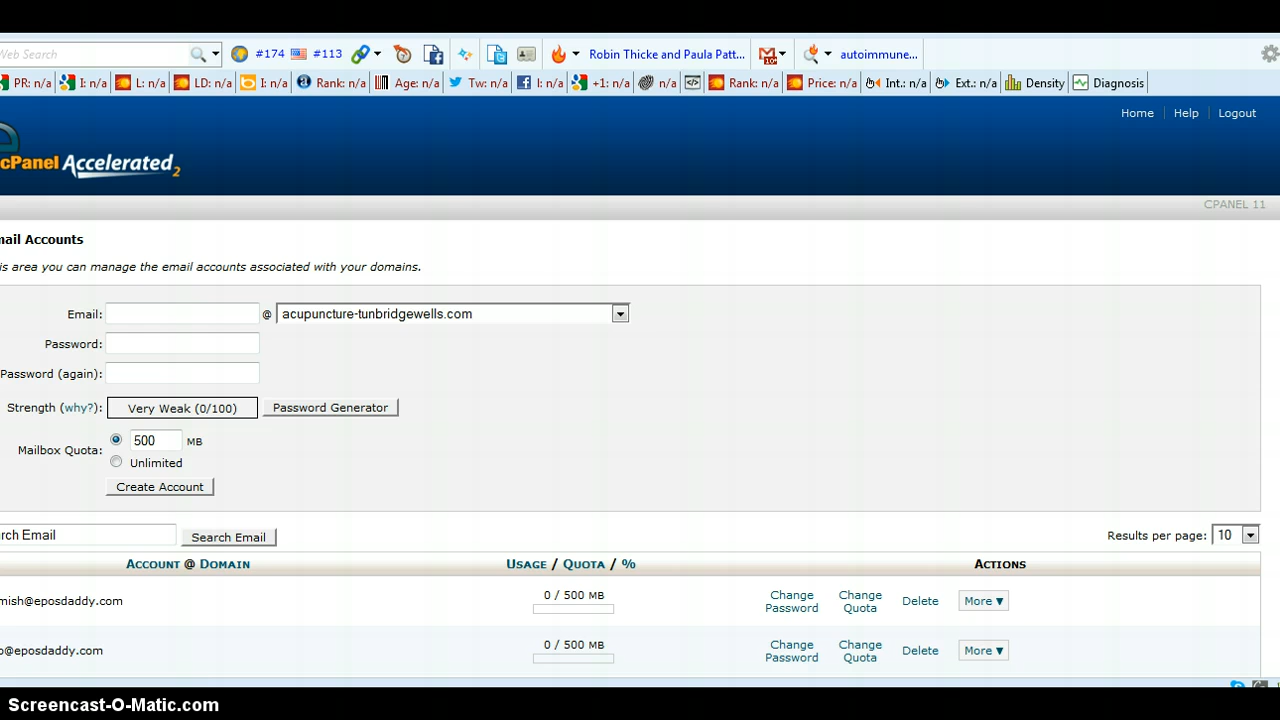 Web Search #174 #113 Robin Thicke and Paula Patt... autoimmune...
PR: n/a I: n/a L: n/a LD: n/a I: n/a Rank: n/a Age: n/a Tw: n/a I: n/a +1: n/a n/a Rank: n/a Price: n/a Int.: n/a Ext.: n/a Density Diagnosis
Home Help Logout
cPanel Accelerated2
CPANEL 11
mail Accounts
is area you can manage the email accounts associated with your domains.
Email: @ acupuncture-tunbridgewells.com
Password:
Password (again):
Strength (why?): Very Weak (0/100) Password Generator
Mailbox Quota: 500 MB
Unlimited
Create Account
rch Email Search Email Results per page: 10
ACCOUNT @ DOMAIN USAGE / QUOTA / % ACTIONS
mish@eposdaddy.com 0 / 500 MB Change Password Change Quota Delete More ▼
o@eposdaddy.com 0 / 500 MB Change Password Change Quota Delete More ▼
Screencast-O-Matic.com